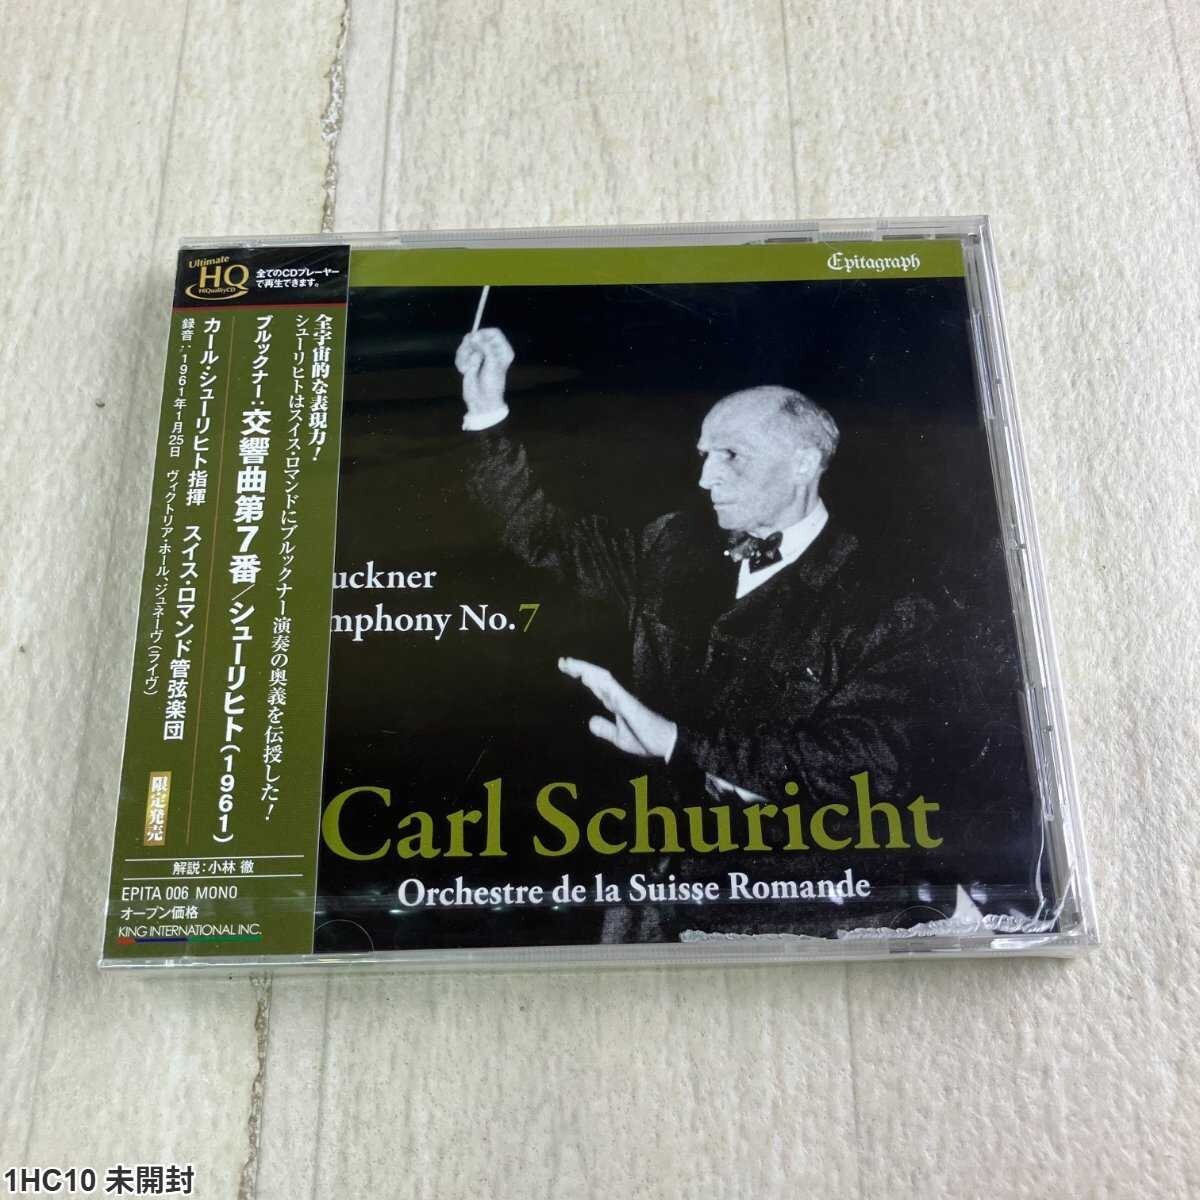 Ultimate
HQ
HiQualityCD
全てのCDプレーヤー
で再生できます。
全宇宙的な表現力!
シューリヒトはスイス・ロマンドにブルックナー演奏の奥義を伝授した!
ブルックナー:交響曲第7番/シューリヒト(1961)
カール・シューリヒト指揮 スイス・ロマンド管弦楽団
録音:1961年1月25日 ヴィクトリア・ホール、ジュネーヴ(ライヴ)
限定発売
解説:小林 徹
EPITA 006 MONO
オープン価格
KING INTERNATIONAL INC.
Epitagraph
uckner
mphony No.7
Carl Schuricht
Orchestre de la Suisse Romande
1HC10 未開封